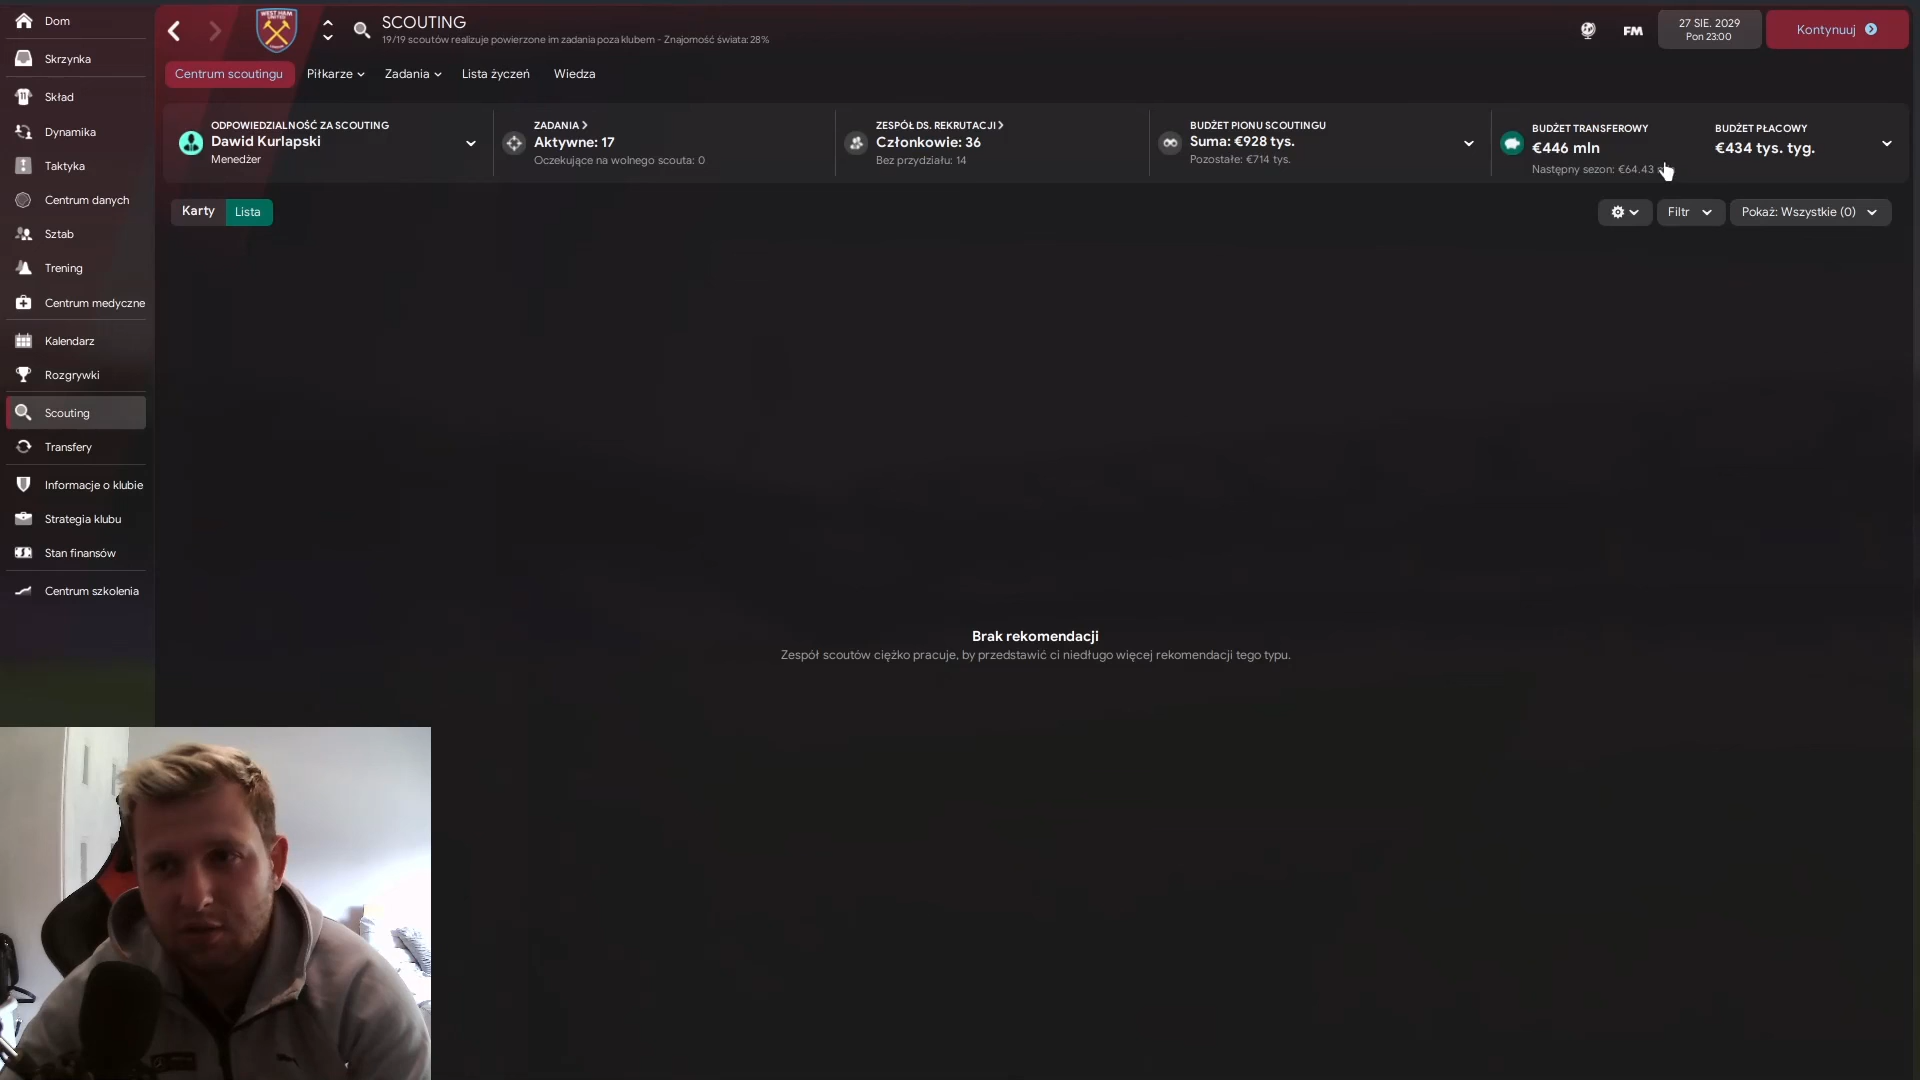 Dom
Skrzynka
Skład
Dynamika
Taktyka
Centrum danych
Sztab
Trening
Centrum medyczne
Kalendarz
Rozgrywki
Scouting
Transfery
Informacje o klubie
Strategia klubu
Stan finansów
Centrum szkolenia
WEST HAM
UNITED
SCOUTING
19/19 scoutów realizuje powierzone im zadania poza klubem - Znajomość świata: 28%
FM
27 SIE. 2029
Pon 23:00
Kontynuuj
Centrum scoutingu
Piłkarze
Zadania
Lista życzeń
Wiedza
ODPOWIEDZIALNOŚĆ ZA SCOUTING
Dawid Kurlapski
Menedżer
ZADANIA
Aktywne: 17
Oczekujące na wolnego scouta: 0
ZESPÓŁ DS. REKRUTACJI
Członkowie: 36
Bez przydziału: 14
BUDŻET PIONU SCOUTINGU
Suma: €928 tys.
Pozostałe: €714 tys.
BUDŻET TRANSFEROWY
€446 mln
Następny sezon: €64.43
BUDŻET PŁACOWY
€434 tys. tyg.
Karty
Lista
Filtr
Pokaż: Wszystkie (0)
Brak rekomendacji
Zespół scoutów ciężko pracuje, by przedstawić ci niedługo więcej rekomendacji tego typu.